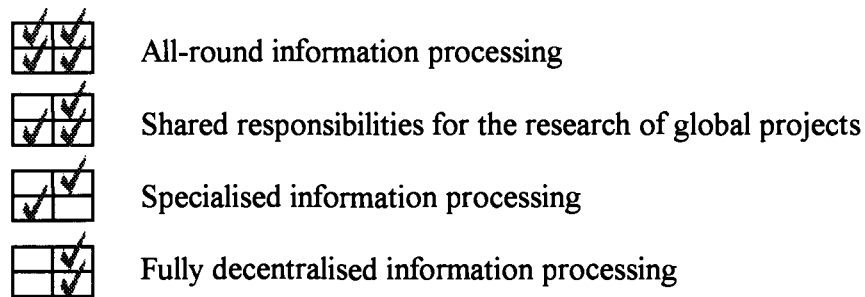 All-round information processing
Shared responsibilities for the research of global projects
Specialised information processing
Fully decentralised information processing